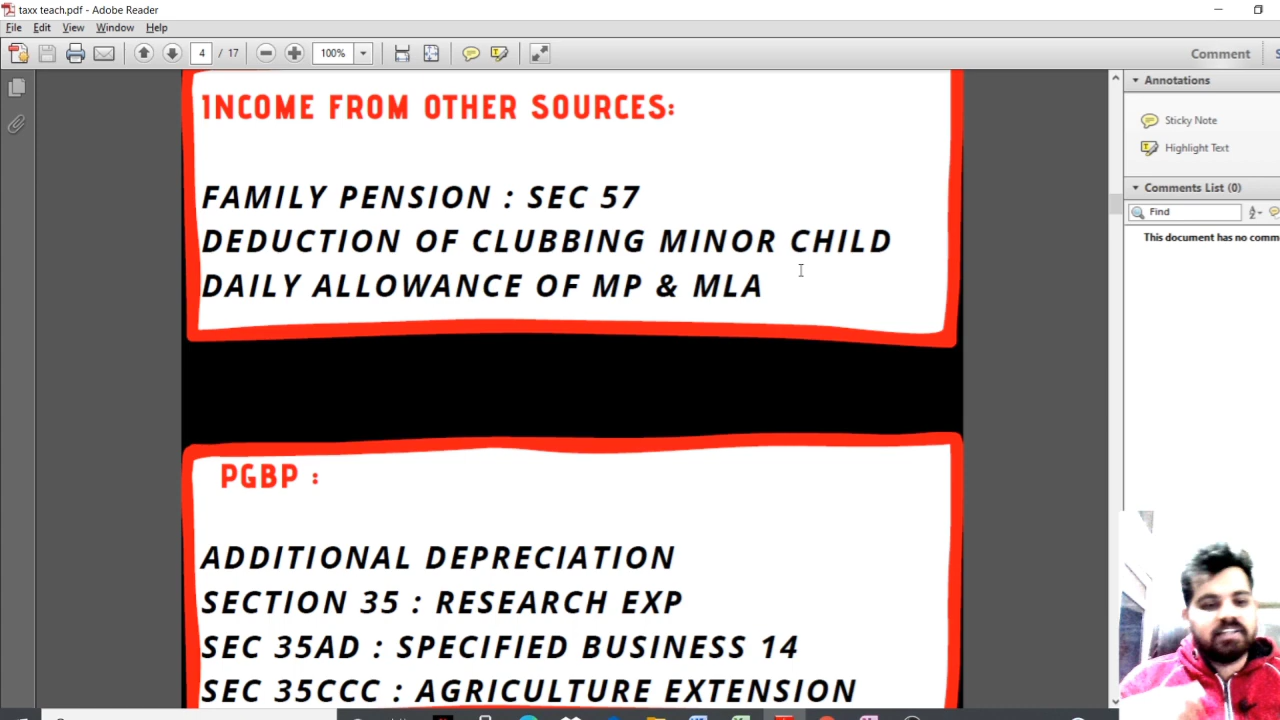 taxx teach.pdf - Adobe Reader
File Edit View Window Help
4 / 17 100% Comment
Annotations
Sticky Note
Highlight Text
Comments List (0)
Find
This document has no comm
INCOME FROM OTHER SOURCES:
FAMILY PENSION : SEC 57
DEDUCTION OF CLUBBING MINOR CHILD
DAILY ALLOWANCE OF MP & MLA
PGBP :
ADDITIONAL DEPRECIATION
SECTION 35 : RESEARCH EXP
SEC 35AD : SPECIFIED BUSINESS 14
SEC 35CCC : AGRICULTURE EXTENSION